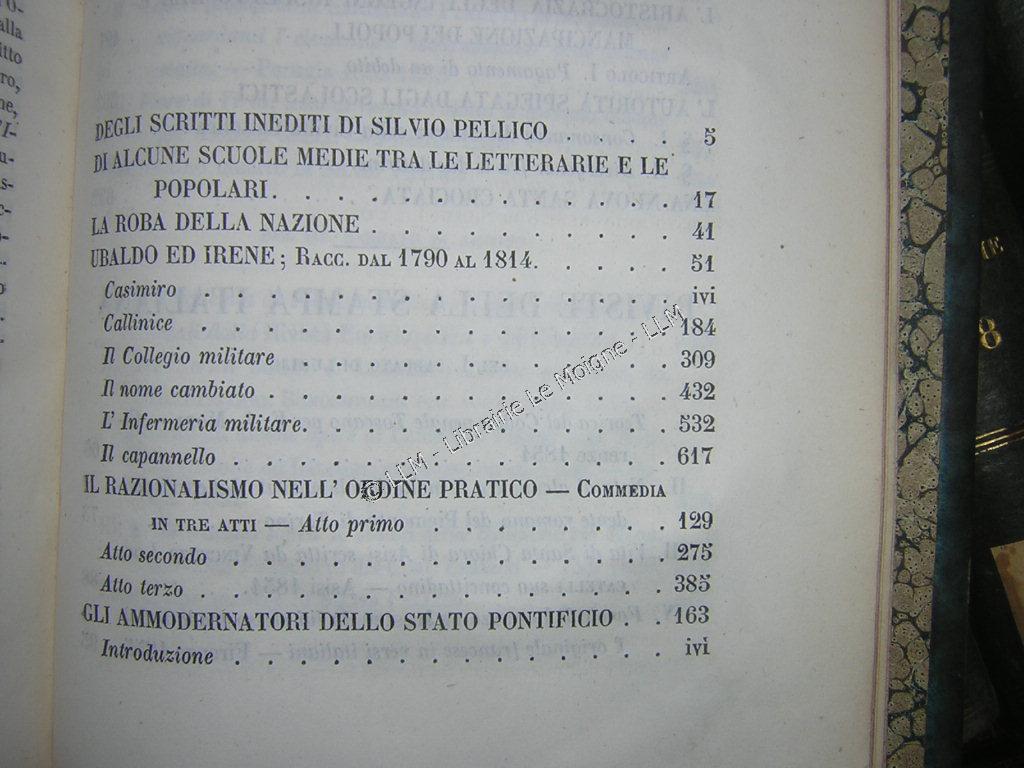 DEGLI SCRITTI INEDITI DI SILVIO PELLICO . . . . 5
DI ALCUNE SCUOLE MEDIE TRA LE LETTERARIE E LE
POPOLARI. . . . . . . . . . . . . 17
LA ROBA DELLA NAZIONE . . . . . . . . . . 41
UBALDO ED IRENE; RACC. DAL 1790 AL 1814. . . . . 51
Casimiro . . . . . . . . . . . . . . ivi
Callinice . . . . . . . . . . . . . . 184
Il Collegio militare . . . . . . . . . . . 309
Il nome cambiato . . . . . . . . . . . . 432
L' Infermeria militare. . . . . . . . . . . 532
Il capannello . . . . . . . . . . . . . 617
IL RAZIONALISMO NELL' ORDINE PRATICO — COMMEDIA
IN TRE ATTI — Atto primo . . . . . . . . 129
Atto secondo . . . . . . . . . . . . . 275
Atto terzo . . . . . . . . . . . . . . 385
GLI AMMODERNATORI DELLO STATO PONTIFICIO . . 163
Introduzione . . . . . . . . . . . . . ivi
© LLM - Librairie Le Moigne - LLM
8